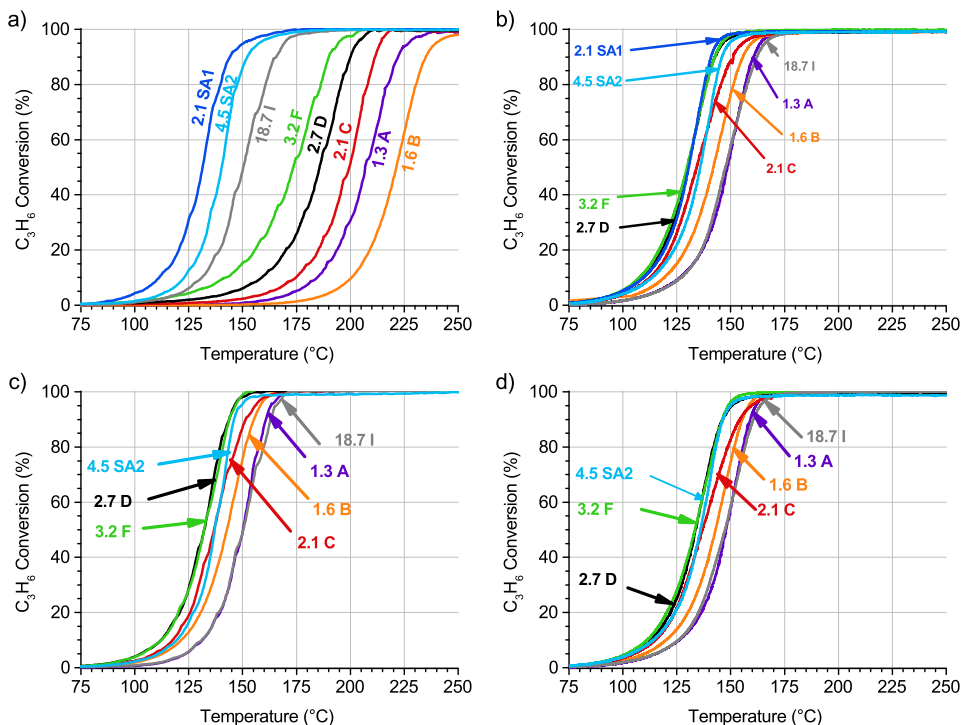 a)
C₃H₆ Conversion (%)
100
80
60
40
20
0
2.1 SA1
4.5 SA2
18.7 I
3.2 F
2.7 D
2.1 C
1.3 A
1.6 B
75 100 125 150 175 200 225 250
Temperature (°C)
b)
C₃H₆ Conversion (%)
100
80
60
40
20
0
2.1 SA1
18.7 I
4.5 SA2
1.3 A
1.6 B
2.1 C
3.2 F
2.7 D
75 100 125 150 175 200 225 250
Temperature (°C)
c)
C₃H₆ Conversion (%)
100
80
60
40
20
0
18.7 I
4.5 SA2
1.3 A
2.7 D
1.6 B
3.2 F
2.1 C
75 100 125 150 175 200 225 250
Temperature (°C)
d)
C₃H₆ Conversion (%)
100
80
60
40
20
0
18.7 I
1.3 A
4.5 SA2
1.6 B
3.2 F
2.1 C
2.7 D
75 100 125 150 175 200 225 250
Temperature (°C)